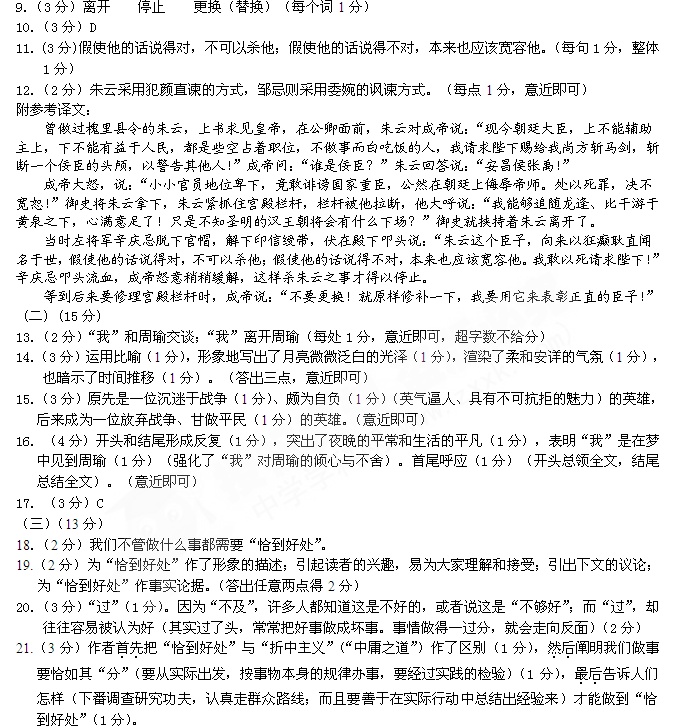 9.（3分）离开　　停止　　更换（替换）（每个词1分）
10.（3分）D
11.（3分）假使他的话说得对，不可以杀他；假使他的话说得不对，本来也应该宽容他。（每句1分，整体
1分）
12.（2分）朱云采用犯颜直谏的方式，邹忌则采用委婉的讽谏方式。（每点1分，意近即可）
附参考译文：
曾做过槐里县令的朱云，上书求见皇帝，在公卿面前，朱云对成帝说：“现今朝廷大臣，上不能辅助
主上，下不能有益于人民，都是些空占着职位，不做事而白吃饭的人，我请求陛下赐给我尚方斩马剑，斩
断一个佞臣的头颅，以警告其他人！”成帝问：“谁是佞臣？”朱云回答说：“安昌侯张禹！”
成帝大怒，说：“小小官员地位卑下，竟敢诽谤国家重臣，公然在朝廷上侮辱帝师。处以死罪，决不
宽恕！”御史将朱云拿下，朱云紧抓住宫殿栏杆，栏杆被他拉断，他大呼说：“我能够追随龙逢、比干游于
黄泉之下，心满意足了！只是不知圣明的汉王朝将会有什么下场？”御史就挟持着朱云离开了。
当时左将军辛庆忌脱下官帽，解下印信绶带，伏在殿下叩头说：“朱云这个臣子，向来以狂癫耿直闻
名于世，假使他的话说得对，不可以杀他；假使他的话说得不对，本来也应该宽容他。我敢以死请求陛下！”
辛庆忌叩头流血，成帝怒意稍稍缓解，这样杀朱云之事才得以停止。
等到后来要修理宫殿栏杆时，成帝说：“不要更换！就原样修补一下，我要用它来表彰正直的臣子！”
（二）（15分）
13.（2分）“我”和周瑜交谈；“我”离开周瑜（每处1分，意近即可，超字数不给分）
14.（3分）运用比喻（1分），形象地写出了月亮微微泛白的光泽（1分），渲染了柔和安详的气氛（1分），
也暗示了时间推移（1分）。（答出三点，意近即可）
15.（3分）原先是一位沉迷于战争（1分）、颇为自负（1分）（英气逼人、具有不可抗拒的魅力）的英雄，
后来成为一位放弃战争、甘做平民（1分）的英雄。（意近即可）
16.（4分）开头和结尾形成反复（1分），突出了夜晚的平常和生活的平凡（1分），表明“我”是在梦
中见到周瑜（1分）（强化了“我”对周瑜的倾心与不舍）。首尾呼应（1分）（开头总领全文，结尾
总结全文）。（意近即可）
17.（3分）C
（三）（13分）
18.（2分）我们不管做什么事都需要“恰到好处”。
19.（2分）为“恰到好处”作了形象的描述；引起读者的兴趣，易为大家理解和接受；引出下文的议论；
为“恰到好处”作事实论据。（答出任意两点得2分）
20.（3分）“过”（1分）。因为“不及”，许多人都知道这是不好的，或者说这是“不够好”；而“过”，却
往往容易被认为好（其实过了头，常常把好事做成坏事。事情做得一过分，就会走向反面）（2分）
21.（3分）作者首先把“恰到好处”与“折中主义”（“中庸之道”）作了区别（1分），然后阐明我们做事
要恰如其“分”（要从实际出发，按事物本身的规律办事，要经过实践的检验）（1分），最后告诉人们
怎样（下番调查研究功夫，认真走群众路线；而且要善于在实际行动中总结出经验来）才能做到“恰
到好处”（1分）。